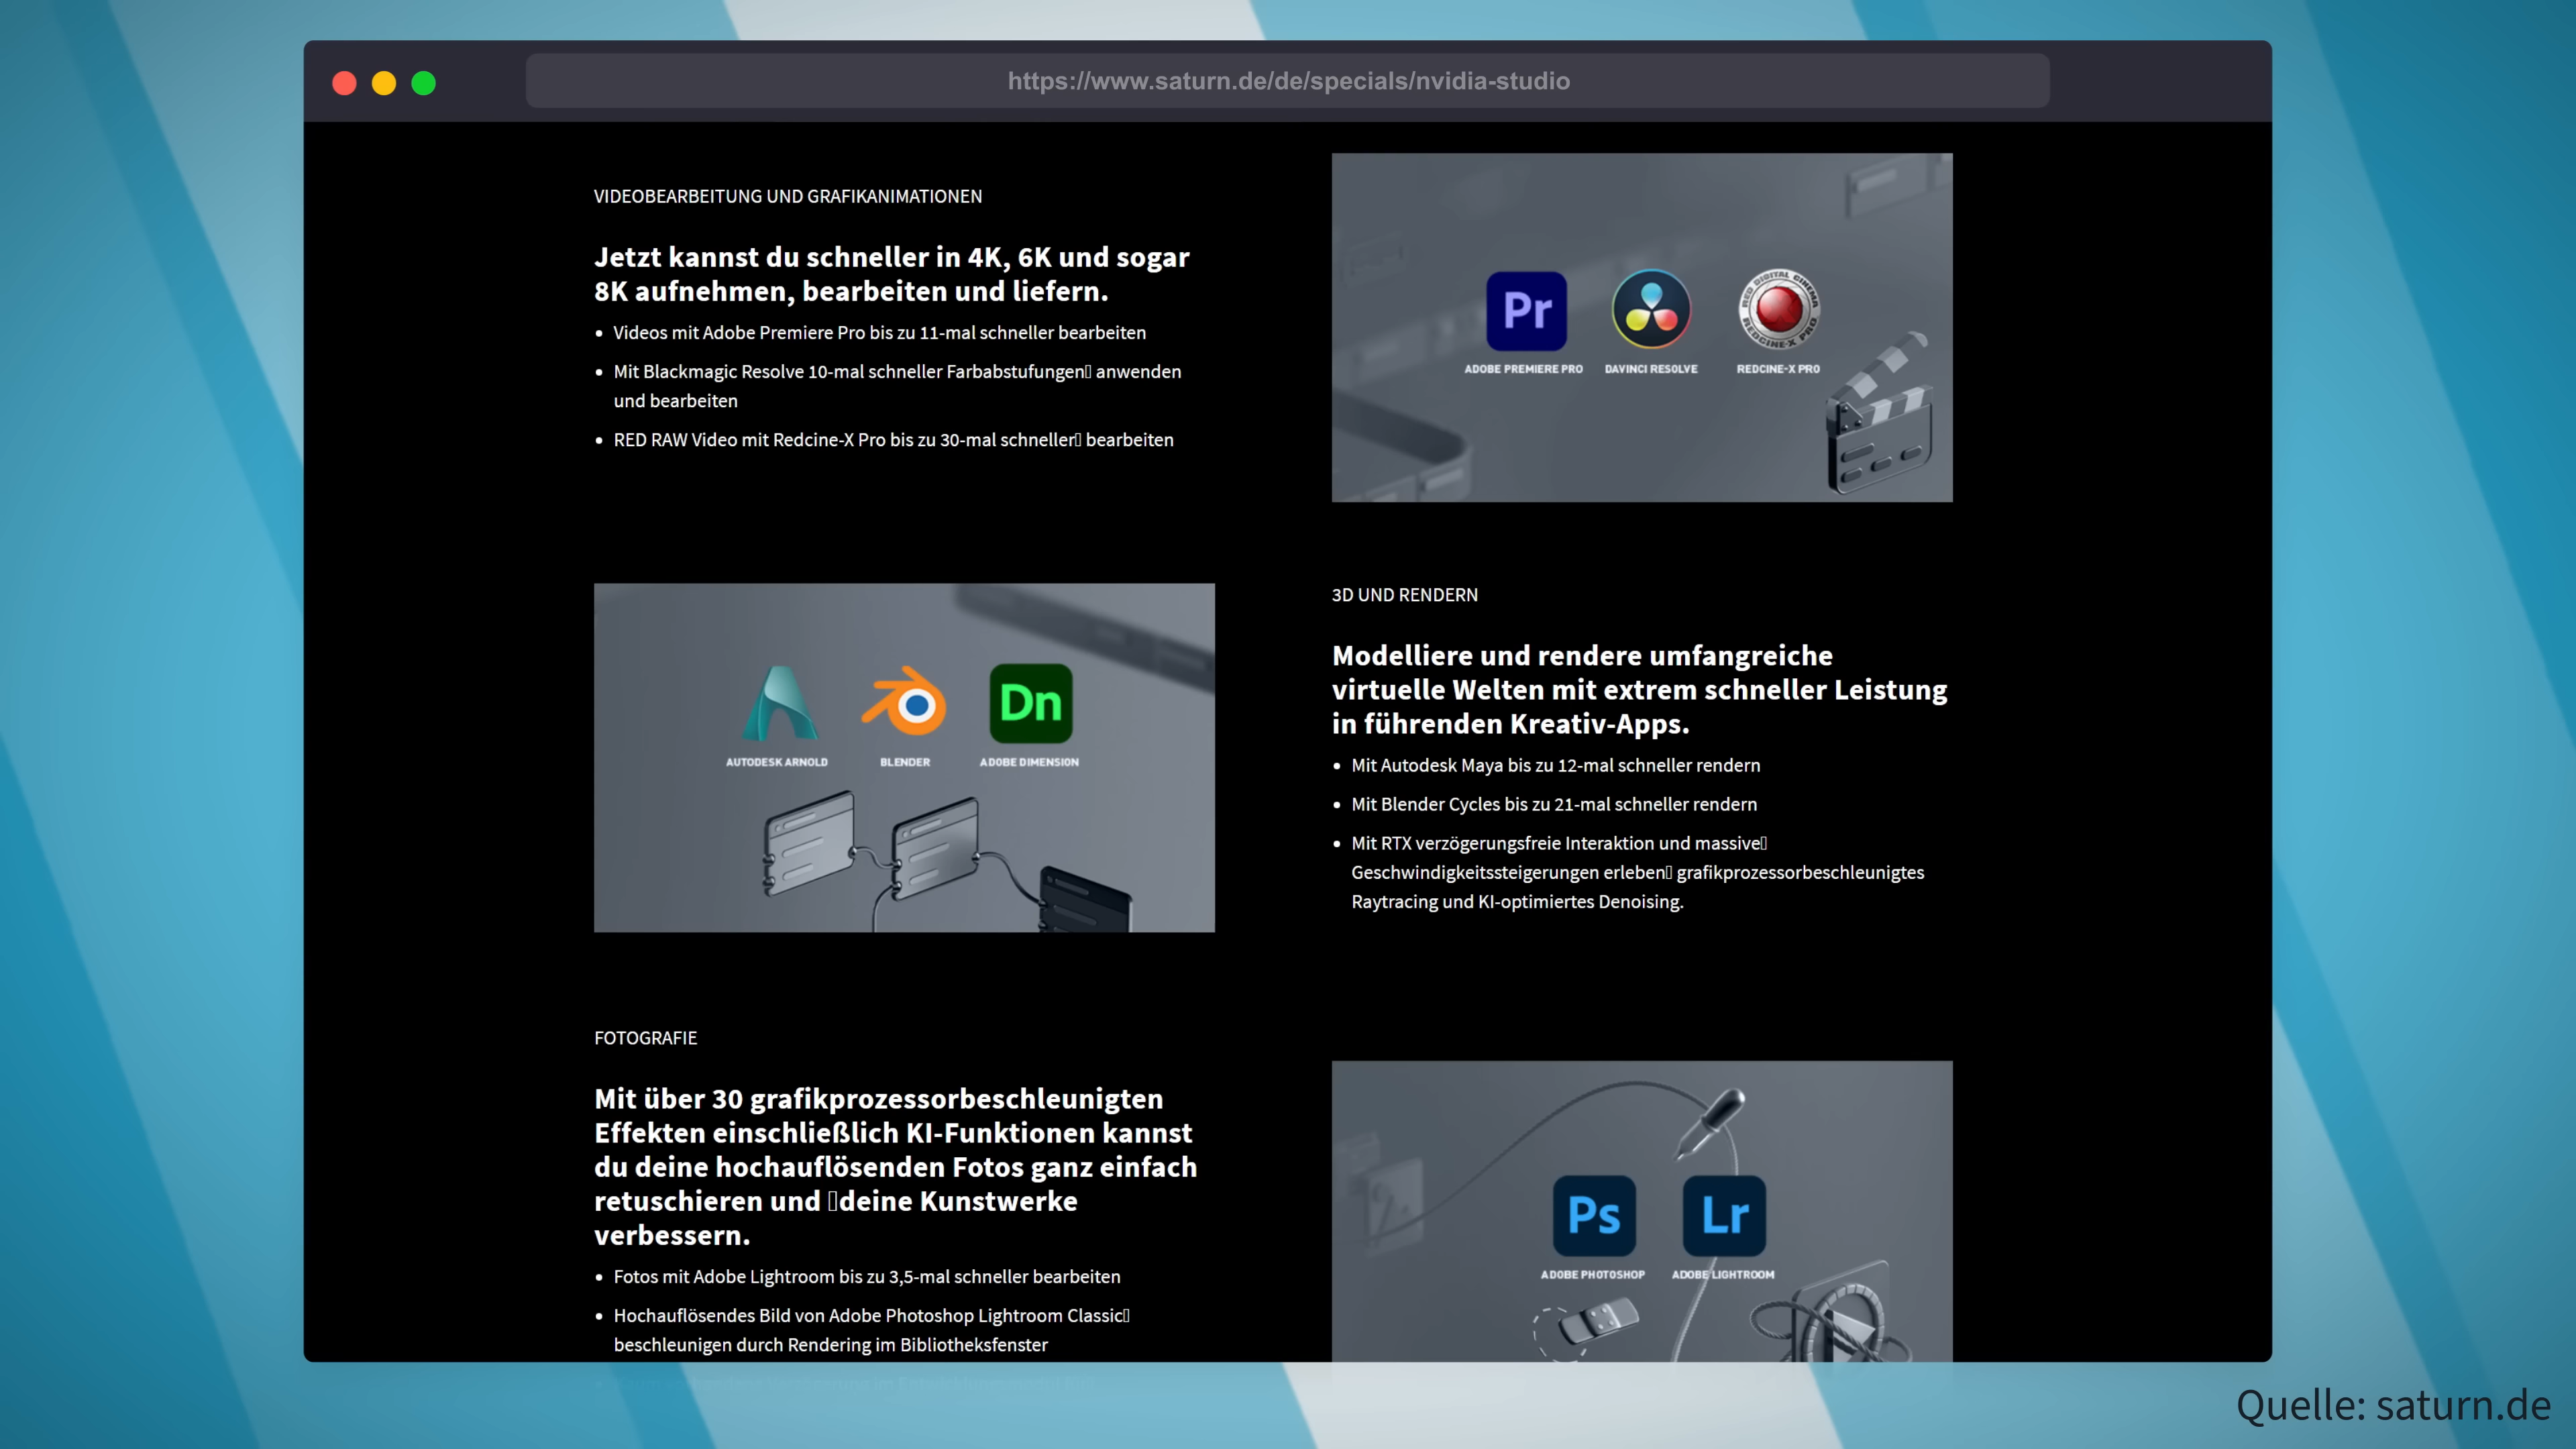 https://www.saturn.de/de/specials/nvidia-studio
VIDEOBEARBEITUNG UND GRAFIKANIMATIONEN
Jetzt kannst du schneller in 4K, 6K und sogar
8K aufnehmen, bearbeiten und liefern.
• Videos mit Adobe Premiere Pro bis zu 11-mal schneller bearbeiten
• Mit Blackmagic Resolve 10-mal schneller Farbabstufungen▯ anwenden
und bearbeiten
• RED RAW Video mit Redcine-X Pro bis zu 30-mal schneller▯ bearbeiten
Pr
RED DIGITAL CINEMA
REDCINE-X PRO
ADOBE PREMIERE PRO DAVINCI RESOLVE REDCINE-X PRO
Dn
AUTODESK ARNOLD BLENDER ADOBE DIMENSION
3D UND RENDERN
Modelliere und rendere umfangreiche
virtuelle Welten mit extrem schneller Leistung
in führenden Kreativ-Apps.
• Mit Autodesk Maya bis zu 12-mal schneller rendern
• Mit Blender Cycles bis zu 21-mal schneller rendern
• Mit RTX verzögerungsfreie Interaktion und massive▯
Geschwindigkeitssteigerungen erleben▯ grafikprozessorbeschleunigtes
Raytracing und KI-optimiertes Denoising.
FOTOGRAFIE
Mit über 30 grafikprozessorbeschleunigten
Effekten einschließlich KI-Funktionen kannst
du deine hochauflösenden Fotos ganz einfach
retuschieren und ▯deine Kunstwerke
verbessern.
• Fotos mit Adobe Lightroom bis zu 3,5-mal schneller bearbeiten
• Hochauflösendes Bild von Adobe Photoshop Lightroom Classic▯
beschleunigen durch Rendering im Bibliotheksfenster
Ps Lr
ADOBE PHOTOSHOP ADOBE LIGHTROOM
Quelle: saturn.de